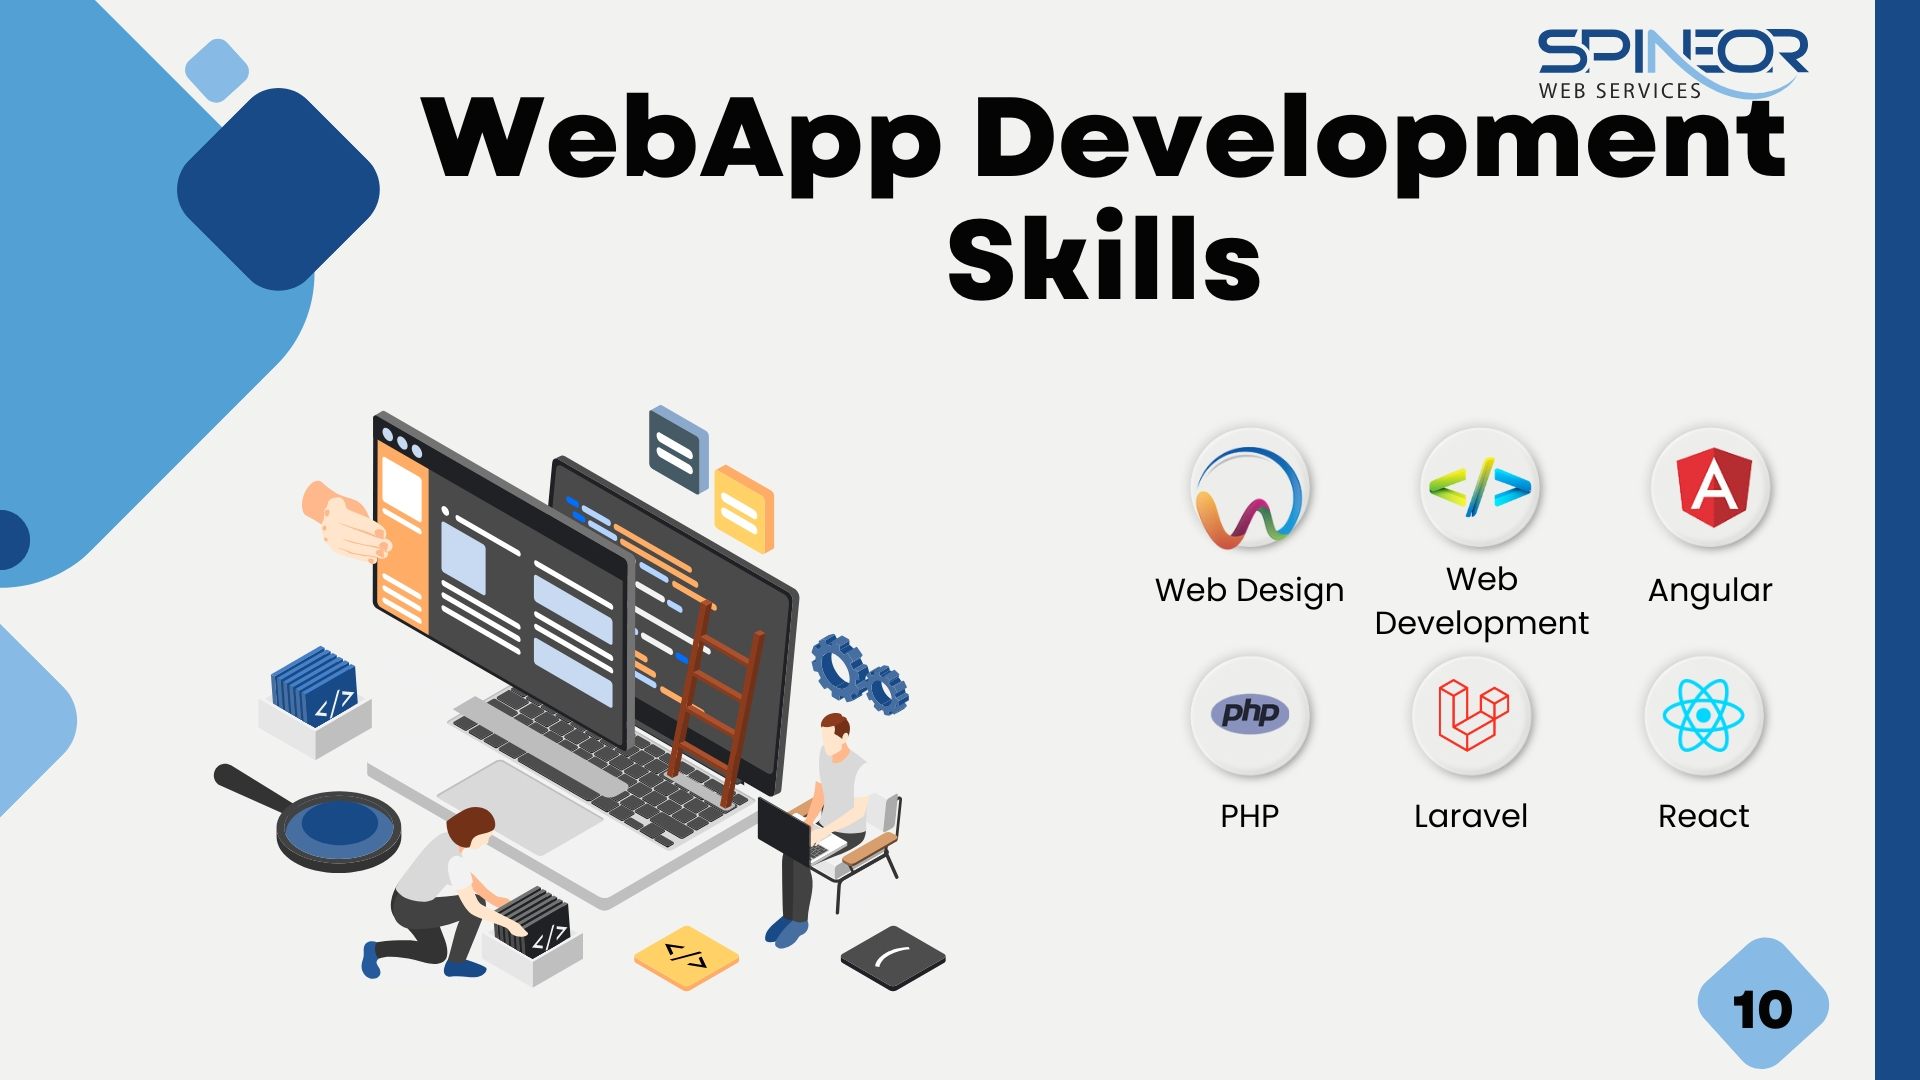 SPINEOR
WEB SERVICES
WebApp Development
Skills
Web Design
Web
Development
Angular
php
PHP
Laravel
React
</>
</>
</>
10